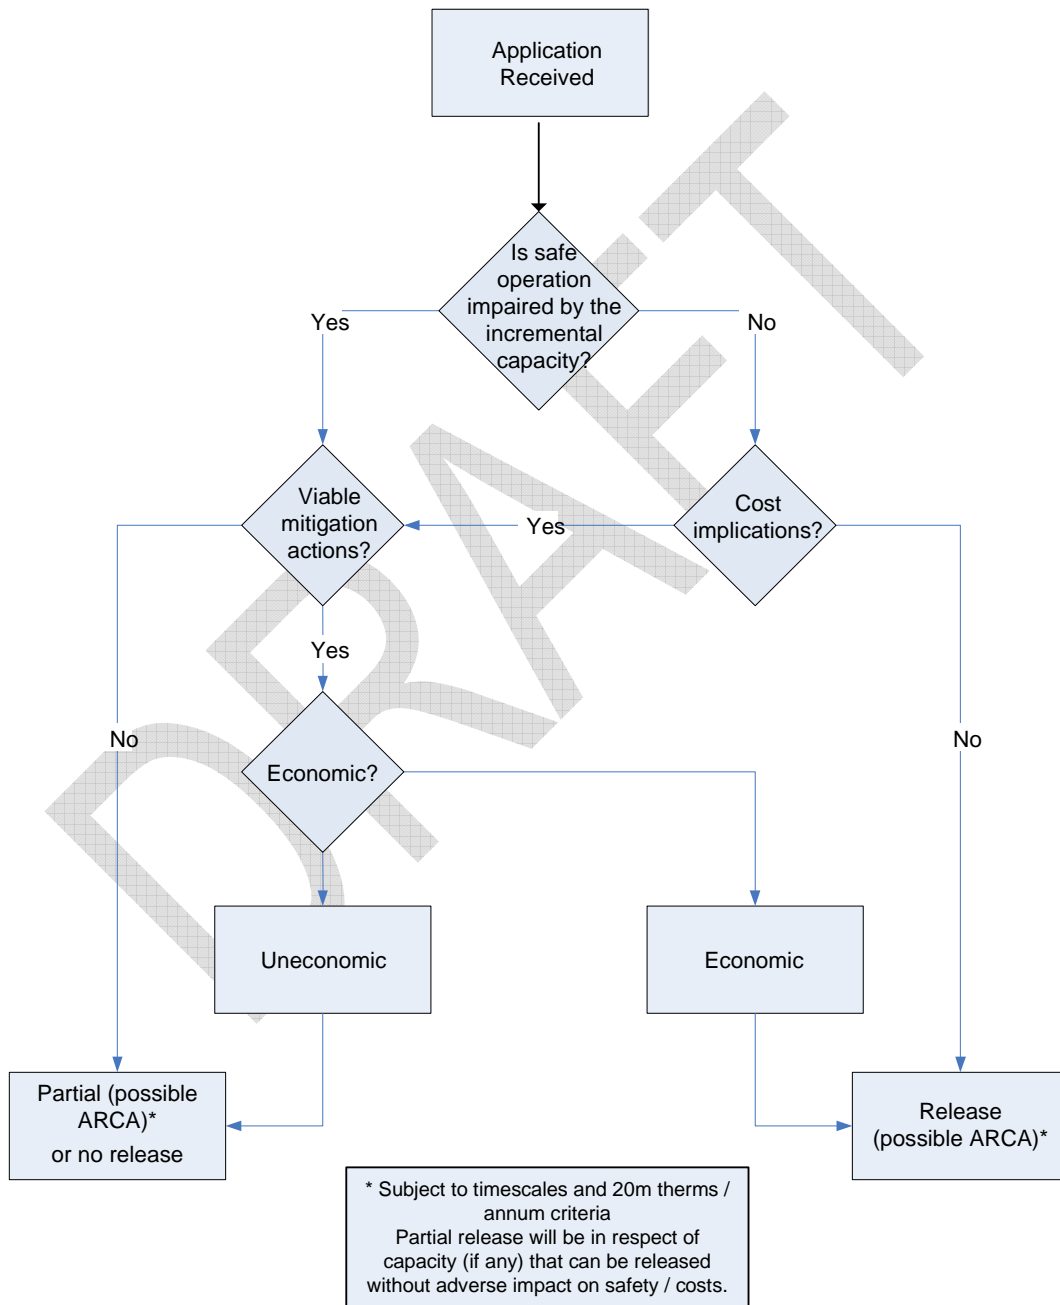 Application
Received
Is safe
operation
impaired by the
incremental
capacity?
Yes
No
Viable
mitigation
actions?
Yes
Cost
implications?
Yes
No
No
Economic?
Uneconomic
Economic
Partial (possible
ARCA)*
or no release
Release
(possible ARCA)*
* Subject to timescales and 20m therms /
annum criteria
Partial release will be in respect of
capacity (if any) that can be released
without adverse impact on safety / costs.
DRAFT